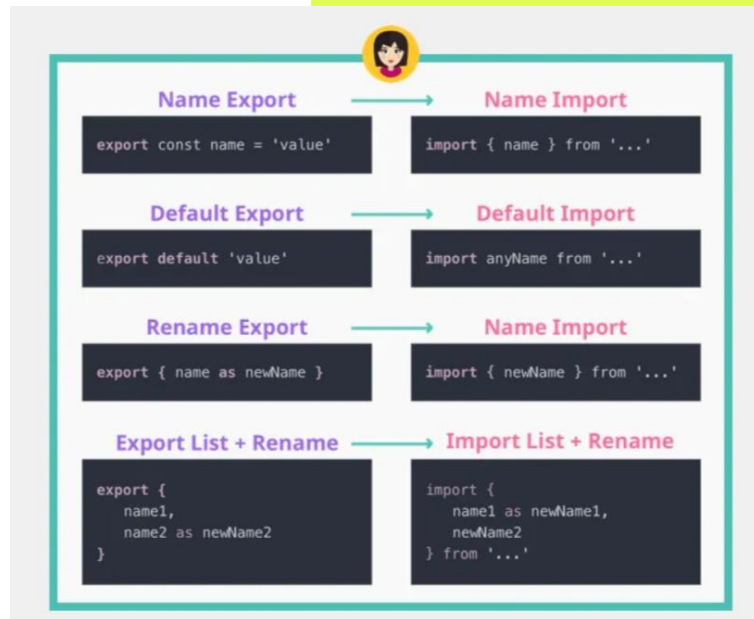 Name Export
Name Import
export const name = 'value'
import { name } from '...'
Default Export
Default Import
export default 'value'
import anyName from '...'
Rename Export
Name Import
export { name as newName }
import { newName } from '...'
Export List + Rename
Import List + Rename
export {
name1,
name2 as newName2
}
import {
name1 as newName1,
newName2
} from '...'